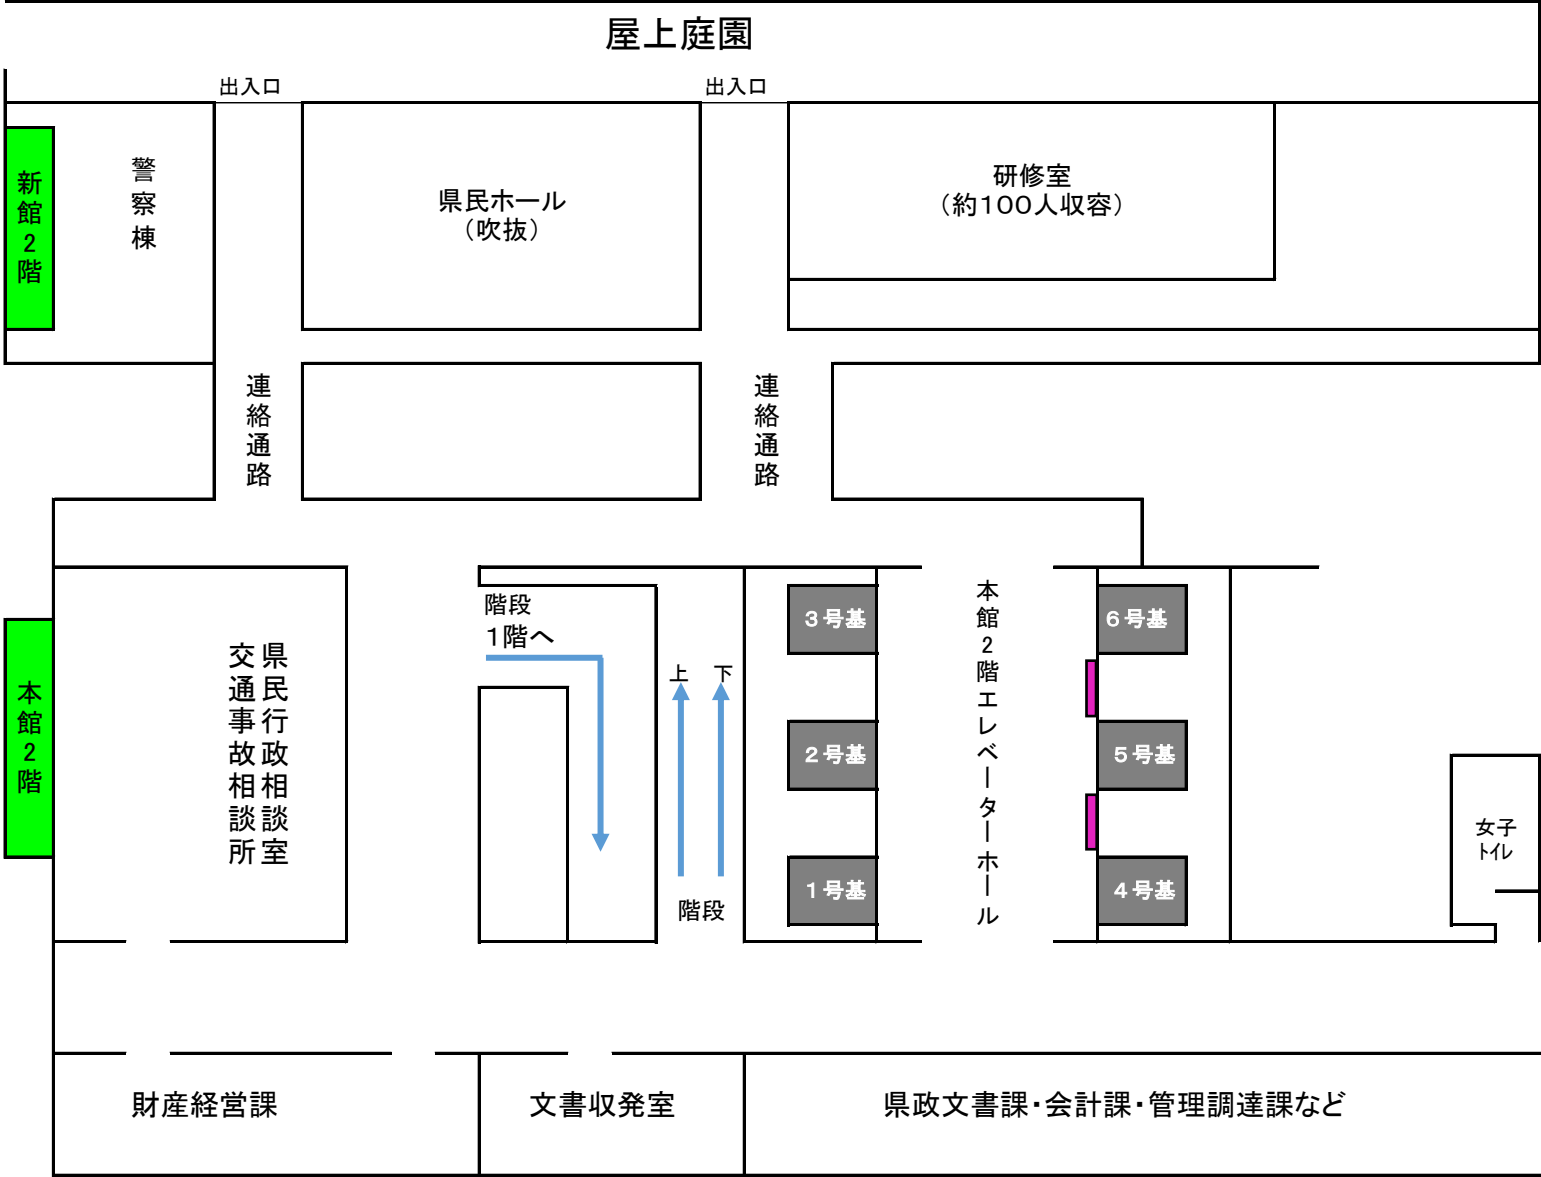 屋上庭園
出入口
出入口
新館2階
警察棟
県民ホール
（吹抜）
研修室
（約100人収容）
連絡通路
連絡通路
本館2階
県民行政相談室
交通事故相談所
階段
1階へ
上
下
階段
3号基
2号基
1号基
本館2階エレベーターホール
6号基
5号基
4号基
女子
ﾄｲﾚ
財産経営課
文書収発室
県政文書課・会計課・管理調達課など